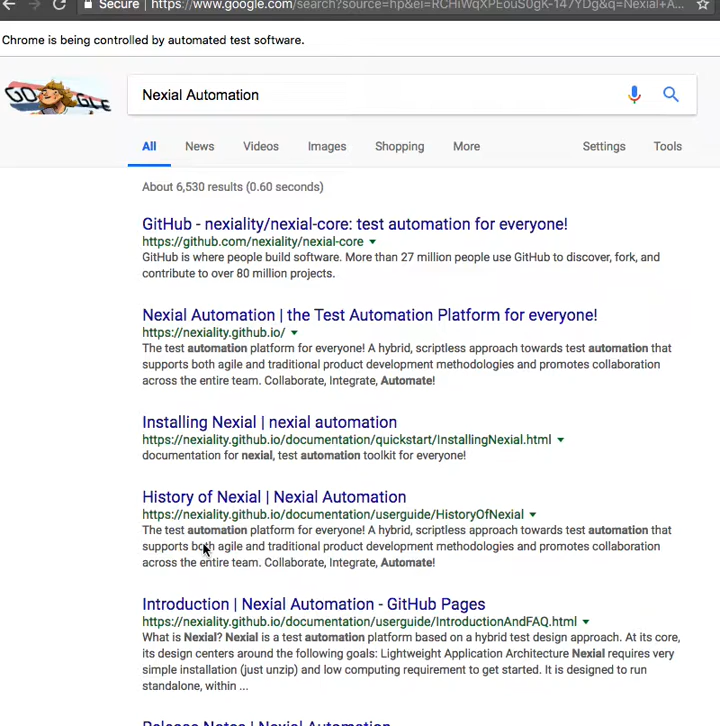 Secure | https://www.google.com/search?source=hp&ei=RCHiWqXPEouS0gK-147YDg&q=Nexial+A...
Chrome is being controlled by automated test software.
GO GLE
Nexial Automation
All News Videos Images Shopping More Settings Tools
About 6,530 results (0.60 seconds)
GitHub - nexiality/nexial-core: test automation for everyone!
https://github.com/nexiality/nexial-core
GitHub is where people build software. More than 27 million people use GitHub to discover, fork, and
contribute to over 80 million projects.
Nexial Automation | the Test Automation Platform for everyone!
https://nexiality.github.io/
The test automation platform for everyone! A hybrid, scriptless approach towards test automation that
supports both agile and traditional product development methodologies and promotes collaboration
across the entire team. Collaborate, Integrate, Automate!
Installing Nexial | nexial automation
https://nexiality.github.io/documentation/quickstart/InstallingNexial.html
documentation for nexial, test automation toolkit for everyone!
History of Nexial | Nexial Automation
https://nexiality.github.io/documentation/userguide/HistoryOfNexial
The test automation platform for everyone! A hybrid, scriptless approach towards test automation that
supports both agile and traditional product development methodologies and promotes collaboration
across the entire team. Collaborate, Integrate, Automate!
Introduction | Nexial Automation - GitHub Pages
https://nexiality.github.io/documentation/userguide/IntroductionAndFAQ.html
What is Nexial? Nexial is a test automation platform based on a hybrid test design approach. At its core,
its design centers around the following goals: Lightweight Application Architecture Nexial requires very
simple installation (just unzip) and low computing requirement to get started. It is designed to run
standalone, within ...
Release Notes | Nexial Automation